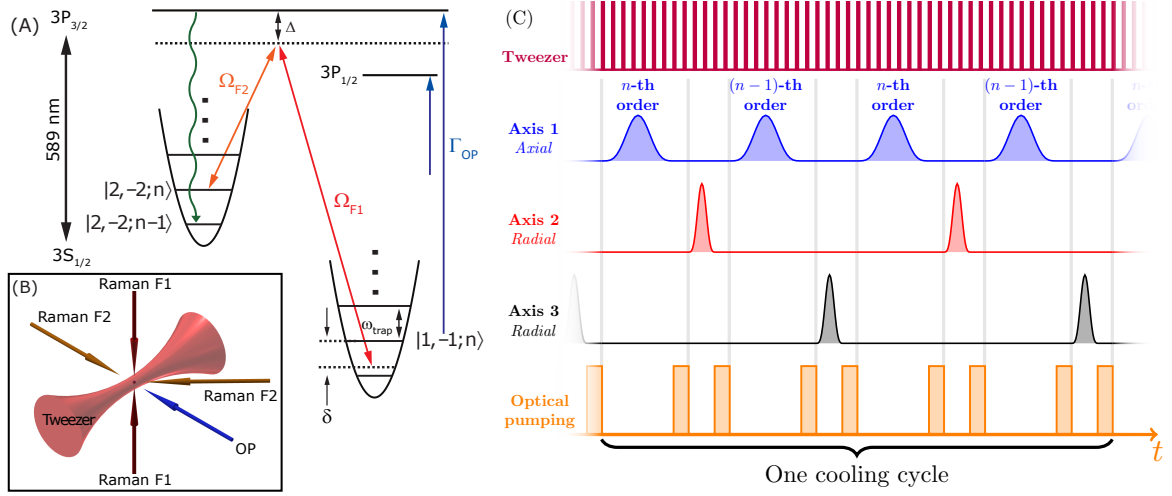 (A)
3P3/2
Δ
3P1/2
ΩF2
589 nm
ΓOP
|2,−2;n⟩
ΩF1
|2,−2;n−1⟩
3S1/2
ωtrap
|1,−1;n⟩
δ
(B)
Raman F1
Raman F2
Raman F2
Tweezer
OP
Raman F1
(C)
Tweezer
n-th
order
(n − 1)-th
order
n-th
order
(n − 1)-th
order
Axis 1
Axial
Axis 2
Radial
Axis 3
Radial
Optical
pumping
t
One cooling cycle